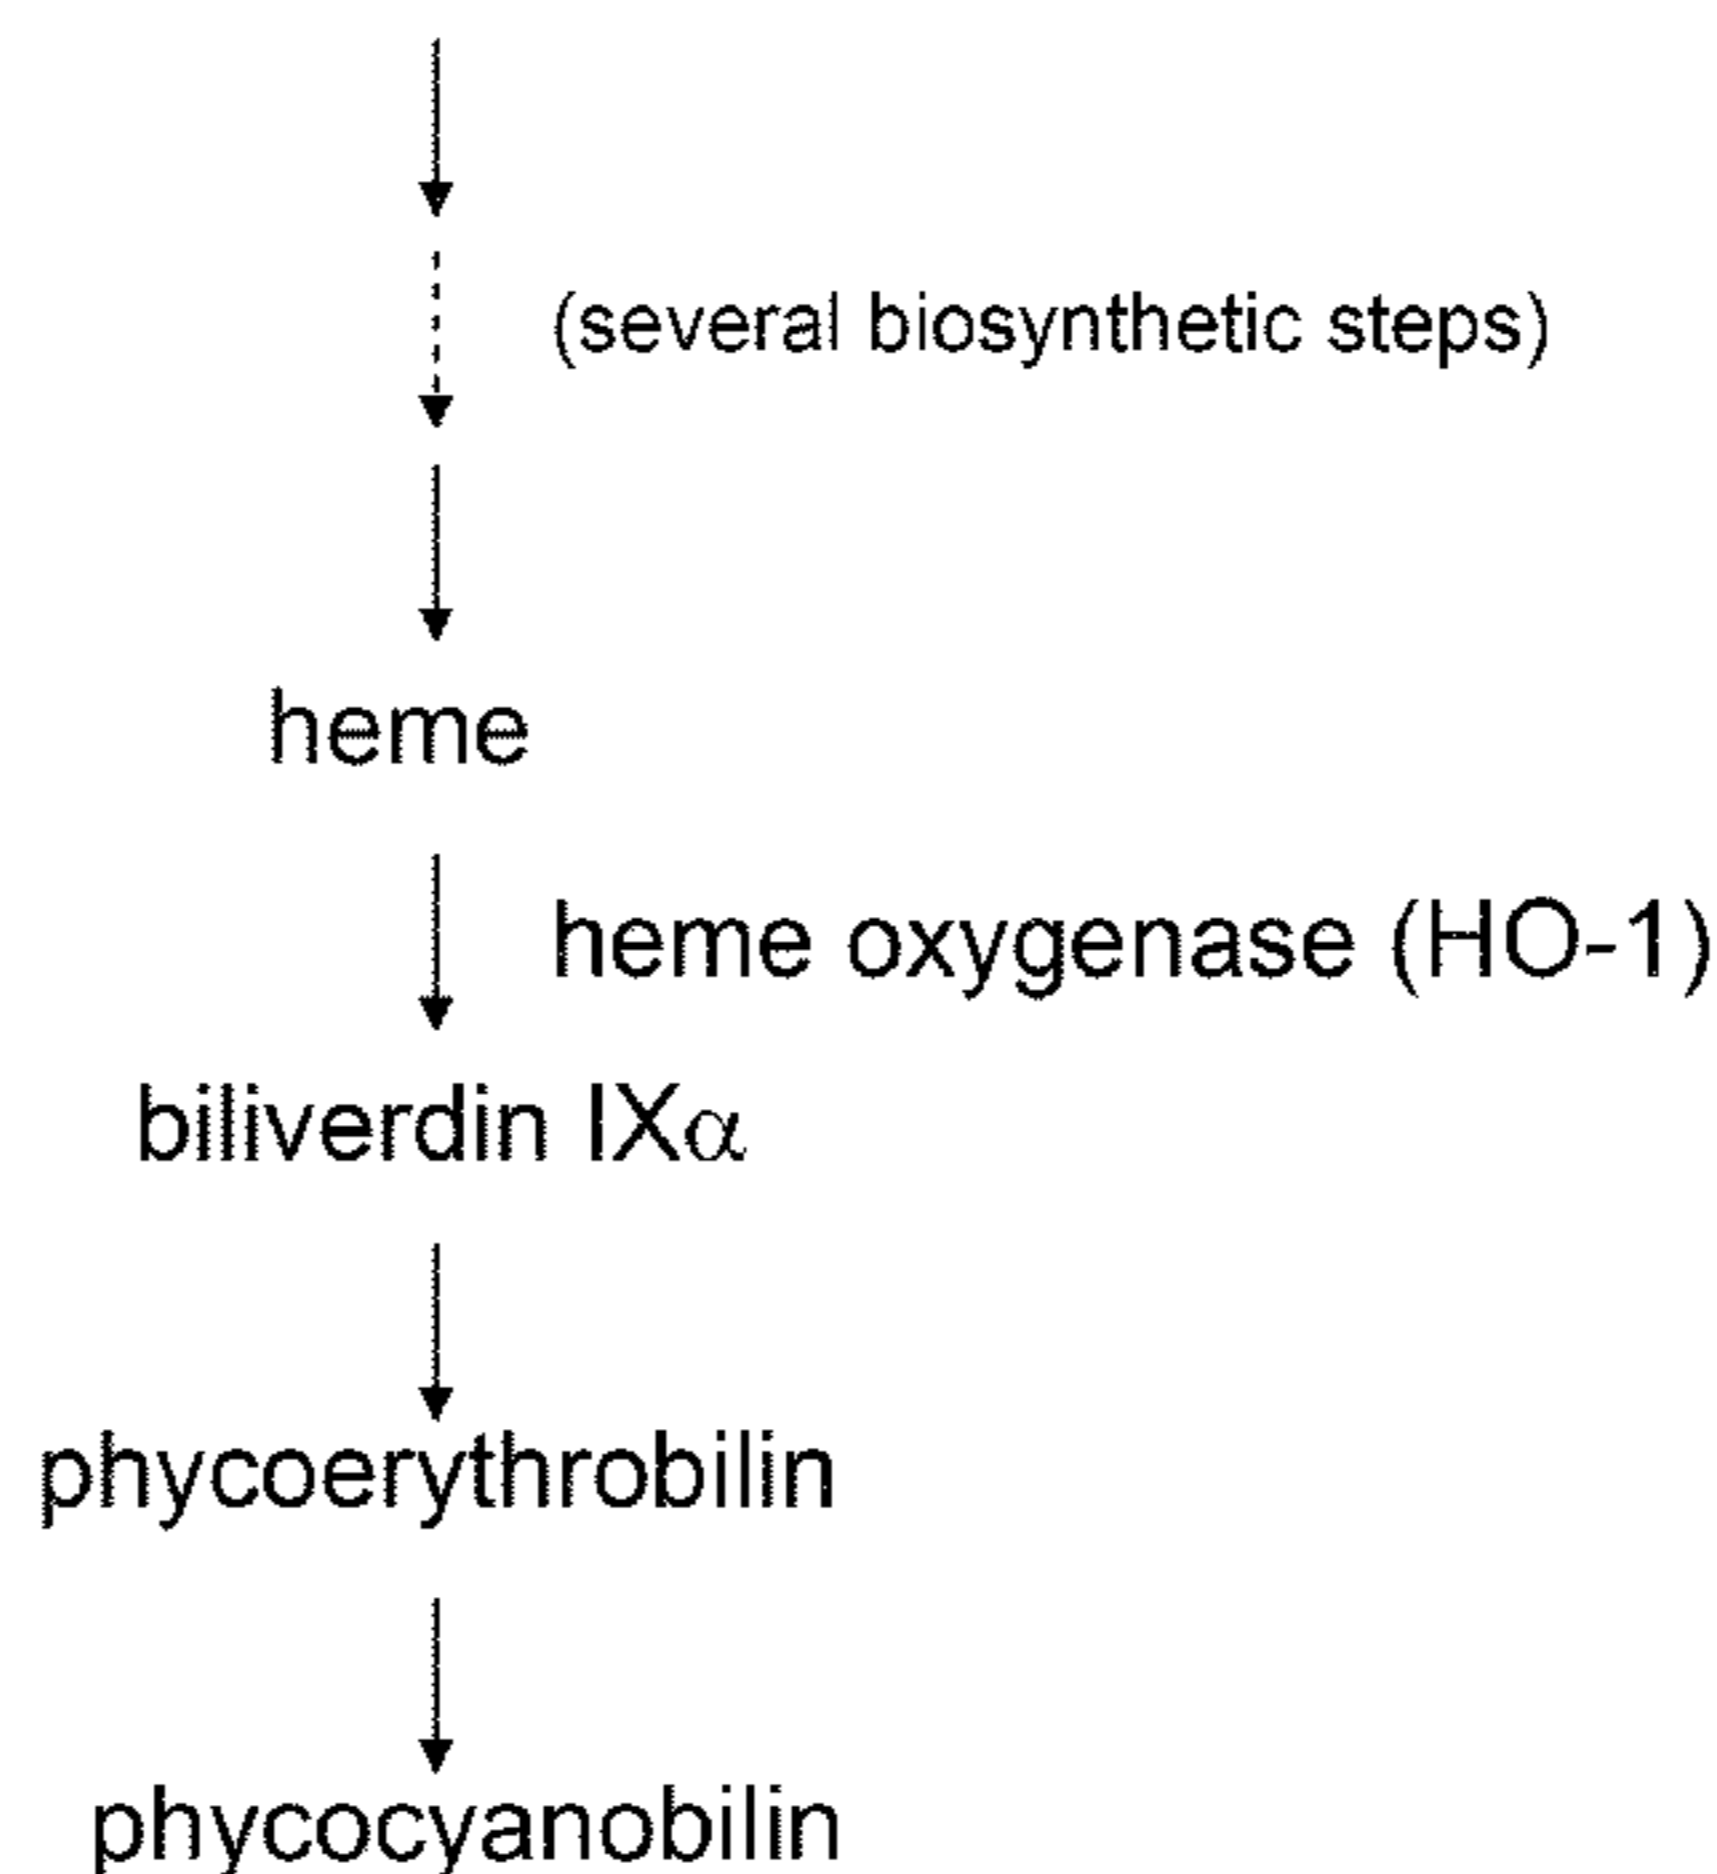 (several biosynthetic steps)
heme
heme oxygenase (HO-1)
biliverdin IXα
phycoerythrobilin
phycocyanobilin